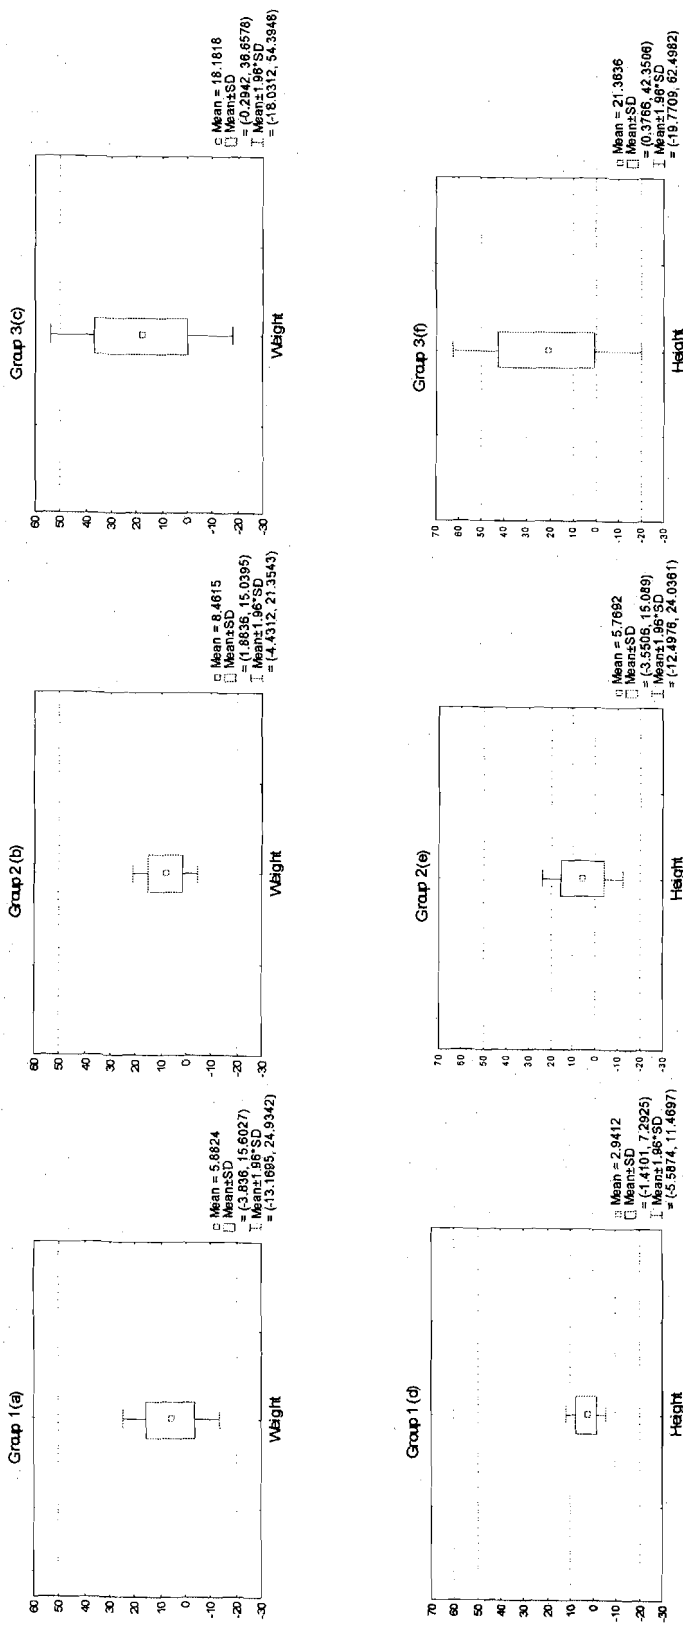 Group 1(a)
60
50
40
30
20
10
0
-10
-20
-30
Weight
Mean = 5.8824
Mean±SD
= (-3.836, 15.6027)
Mean±1.96*SD
= (-13.1695, 24.9342)
Group 2(b)
60
50
40
30
20
10
0
-10
-20
-30
Weight
Mean = 8.4615
Mean±SD
= (1.8836, 15.0395)
Mean±1.96*SD
= (-4.4312, 21.3543)
Group 3(c)
60
50
40
30
20
10
0
-10
-20
-30
Weight
Mean = 18.1818
Mean±SD
= (-0.2942, 36.6578)
Mean±1.96*SD
= (-18.0312, 54.3948)
Group 1 (d)
70
60
50
40
30
20
10
0
-10
-20
-30
Height
Mean = 2.9412
Mean±SD
= (-1.4101, 7.2925)
Mean±1.96*SD
= (-5.5874, 11.4697)
Group 2(e)
70
60
50
40
30
20
10
0
-10
-20
-30
Height
Mean = 5.7692
Mean±SD
= (-3.5506, 15.089)
Mean±1.96*SD
= (-12.4976, 24.0361)
Group 3(f)
70
60
50
40
30
20
10
0
-10
-20
-30
Height
Mean = 21.3636
Mean±SD
= (0.3766, 42.3506)
Mean±1.96*SD
= (-19.7709, 62.4982)